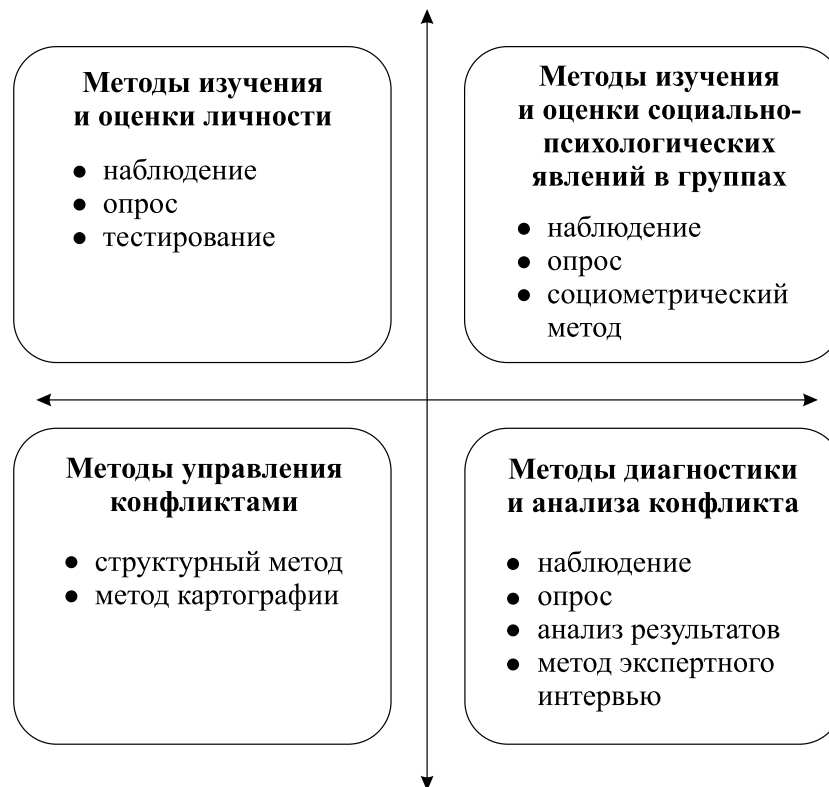 Методы изучения
и оценки личности
● наблюдение
● опрос
● тестирование
Методы изучения
и оценки социально-
психологических
явлений в группах
● наблюдение
● опрос
● социометрический
метод
Методы управления
конфликтами
● структурный метод
● метод картографии
Методы диагностики
и анализа конфликта
● наблюдение
● опрос
● анализ результатов
● метод экспертного
интервью